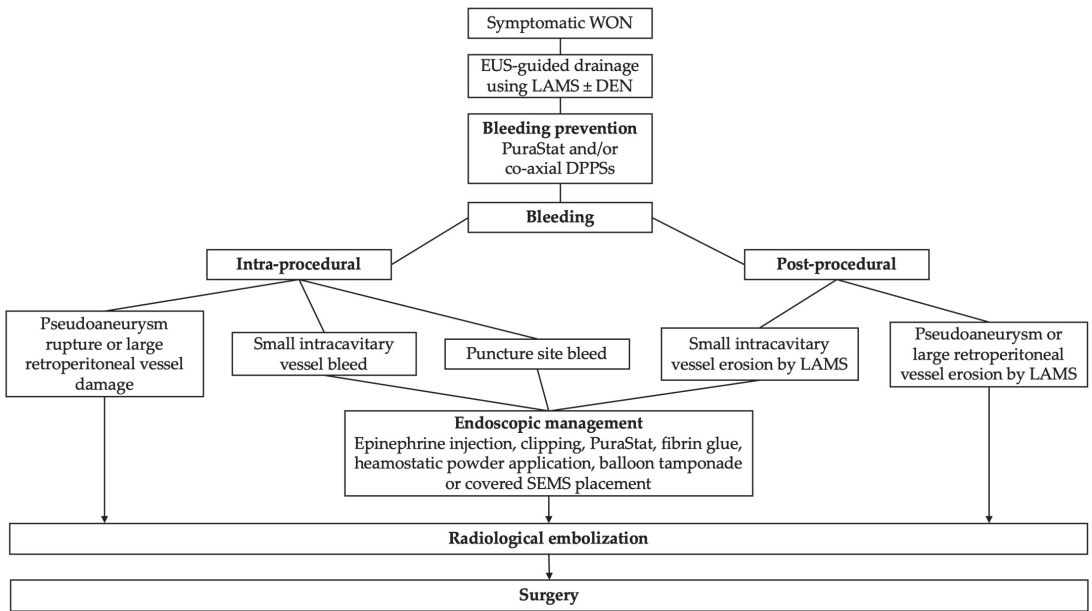 Symptomatic WON
EUS-guided drainage
using LAMS ± DEN
Bleeding prevention
PuraStat and/or
co-axial DPPSs
Bleeding
Intra-procedural
Post-procedural
Pseudoaneurysm
rupture or large
retroperitoneal vessel
damage
Small intracavitary
vessel bleed
Puncture site bleed
Small intracavitary
vessel erosion by LAMS
Pseudoaneurysm or
large retroperitoneal
vessel erosion by LAMS
Endoscopic management
Epinephrine injection, clipping, PuraStat, fibrin glue,
heamostatic powder application, balloon tamponade
or covered SEMS placement
Radiological embolization
Surgery